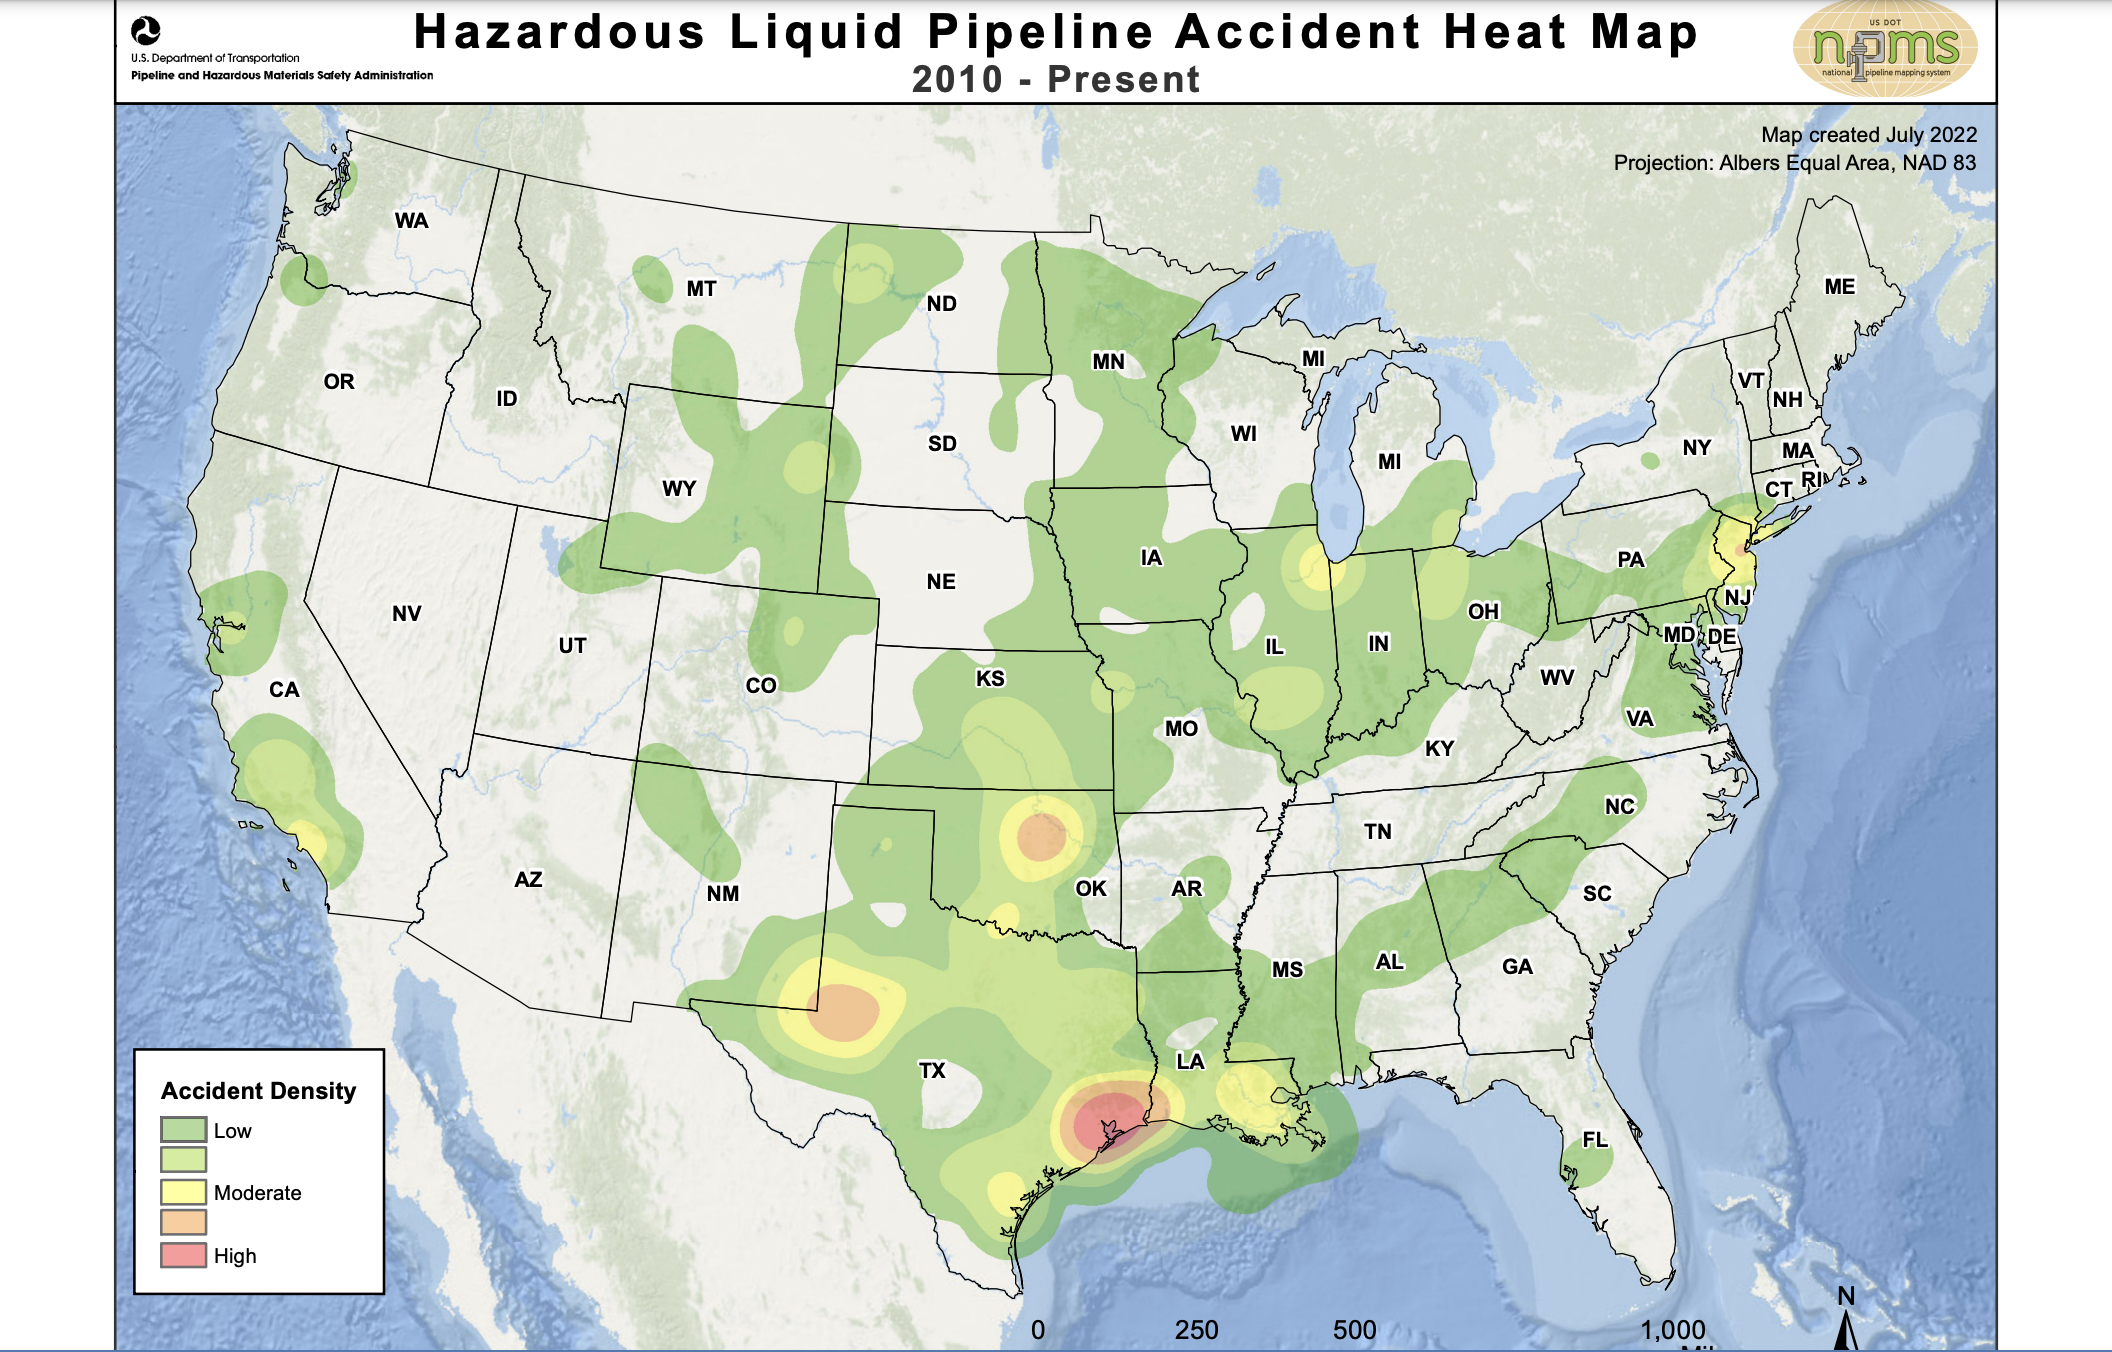 Hazardous Liquid Pipeline Accident Heat Map
2010 - Present
U.S. Department of Transportation
Pipeline and Hazardous Materials Safety Administration
US DOT
npms
national pipeline mapping system
Map created July 2022
Projection: Albers Equal Area, NAD 83
WA
MT
ND
MN
ME
OR
ID
MI
VT
NH
SD
WI
MI
NY
MA
WY
CT
RI
IA
PA
NE
NV
OH
NJ
UT
IL
IN
MD
DE
CA
CO
KS
WV
MO
VA
KY
NC
TN
AZ
NM
OK
AR
SC
MS
AL
GA
TX
LA
FL
Accident Density
Low
Moderate
High
N
0 250 500 1,000